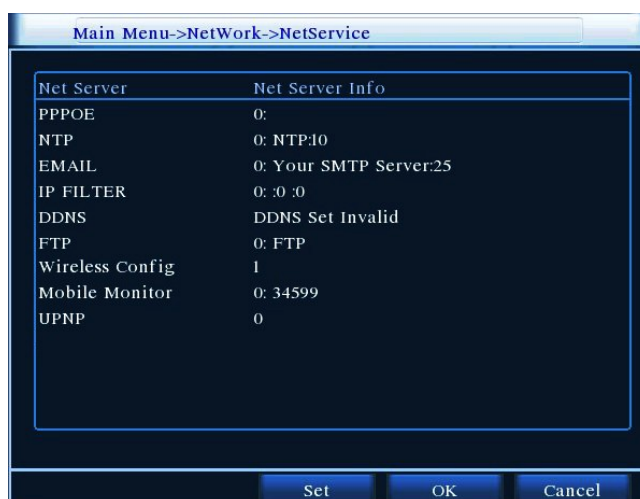 Main Menu->NetWork->NetService
Net Server Net Server Info
PPPOE 0:
NTP 0: NTP:10
EMAIL 0: Your SMTP Server:25
IP FILTER 0: :0 :0
DDNS DDNS Set Invalid
FTP 0: FTP
Wireless Config 1
Mobile Monitor 0: 34599
UPNP 0
Set OK Cancel